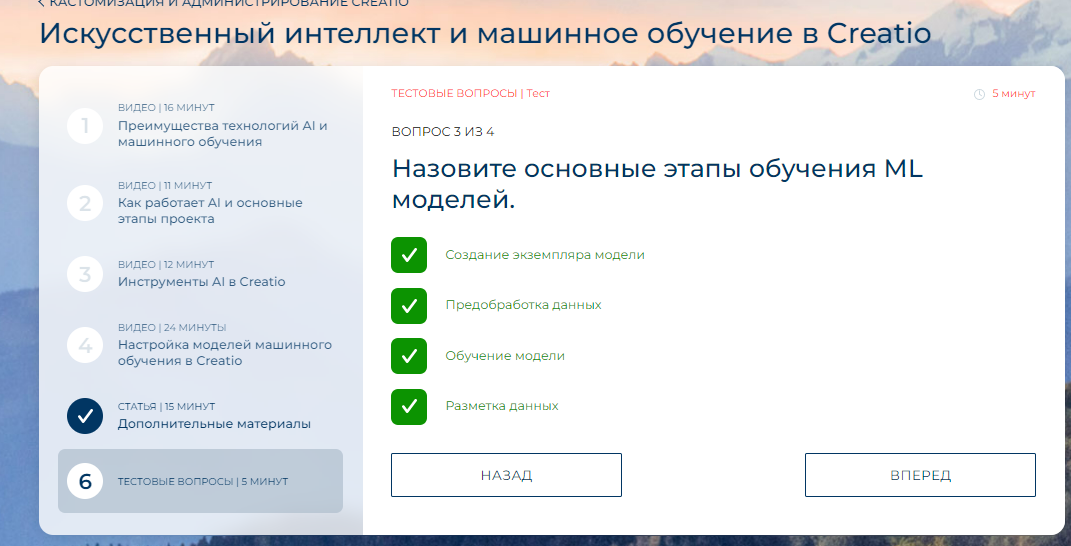 < КАСТОМИЗАЦИЯ И АДМИНИСТРИРОВАНИЕ CREATIO
Искусственный интеллект и машинное обучение в Creatio
1
ВИДЕО | 16 МИНУТ
Преимущества технологий AI и
машинного обучения
2
ВИДЕО | 11 МИНУТ
Как работает AI и основные
этапы проекта
3
ВИДЕО | 12 МИНУТ
Инструменты AI в Creatio
4
ВИДЕО | 24 МИНУТЫ
Настройка моделей машинного
обучения в Creatio
СТАТЬЯ | 15 МИНУТ
Дополнительные материалы
6
ТЕСТОВЫЕ ВОПРОСЫ | 5 МИНУТ
ТЕСТОВЫЕ ВОПРОСЫ | Тест
5 минут
ВОПРОС 3 ИЗ 4
Назовите основные этапы обучения ML
моделей.
Создание экземпляра модели
Предобработка данных
Обучение модели
Разметка данных
НАЗАД
ВПЕРЕД